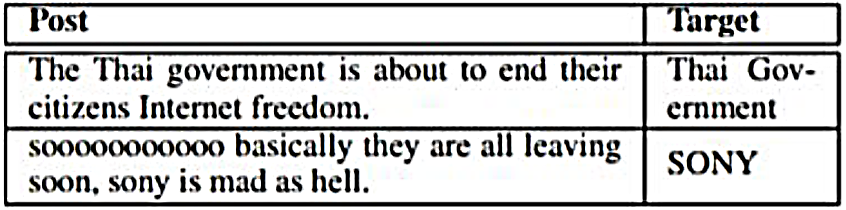 Post Target
The Thai government is about to end their Thai Gov-
citizens Internet freedom. ernment
soooooooooooo basically they are all leaving
soon, sony is mad as hell. SONY